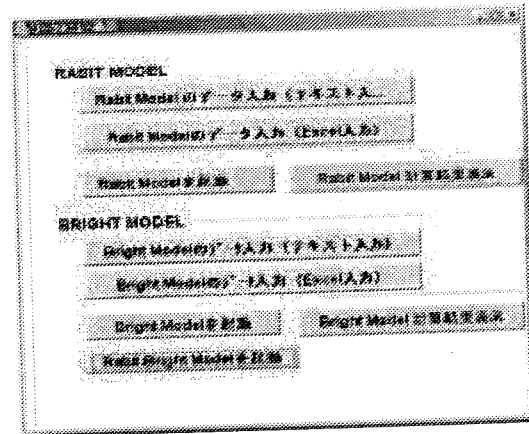 RABIT MODEL
Rabit Modelのデータ入力（テキスト入...
Rabit Modelのデータ入力（Excel入力）
Rabit Modelを起動 Rabit Model計算結果表示
BRIGHT MODEL
Bright Modelのデータ入力（テキスト入力）
Bright Modelのデータ入力（Excel入力）
Bright Modelを起動 Bright Model計算結果表示
Rabit Bright Modelを起動